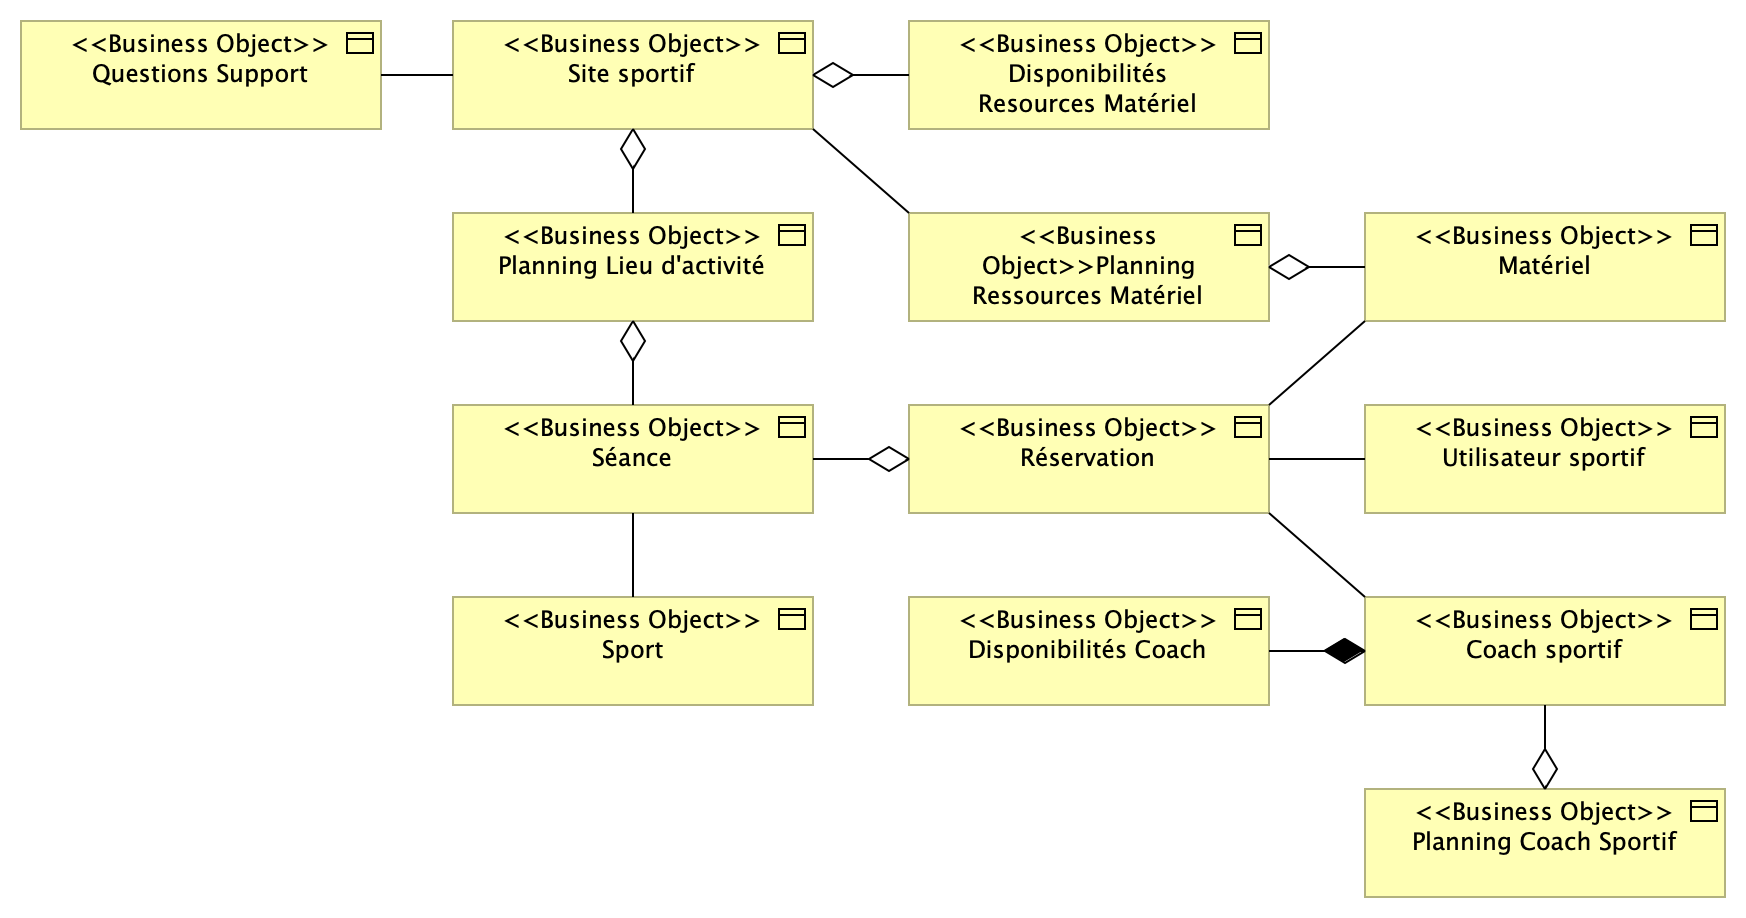 <<Business Object>>
Questions Support
<<Business Object>>
Site sportif
<<Business Object>>
Disponibilités
Resources Matériel
<<Business Object>>
Planning Lieu d'activité
<<Business
Object>>Planning
Ressources Matériel
<<Business Object>>
Matériel
<<Business Object>>
Séance
<<Business Object>>
Réservation
<<Business Object>>
Utilisateur sportif
<<Business Object>>
Sport
<<Business Object>>
Disponibilités Coach
<<Business Object>>
Coach sportif
<<Business Object>>
Planning Coach Sportif